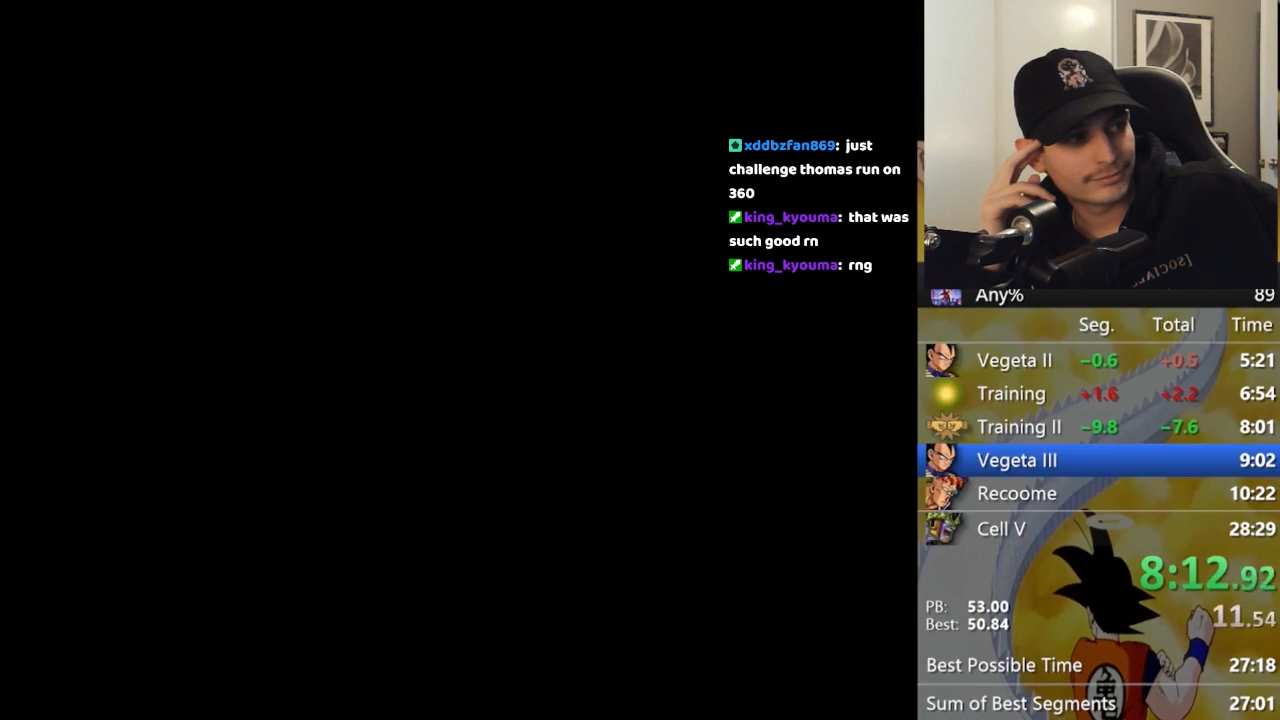 xddbzfan869: just
challenge thomas run on
360
king_kyouma: that was
such good rn
king_kyouma: rng
[SOCIAL
Any% 89
Seg. Total Time
Vegeta II −0.6 +0.5 5:21
Training +1.6 +2.2 6:54
Training II −9.8 −7.6 8:01
Vegeta III 9:02
Recoome 10:22
Cell V 28:29
8:12.92
PB: 53.00
Best: 50.84
11.54
Best Possible Time 27:18
Sum of Best Segments 27:01
亀